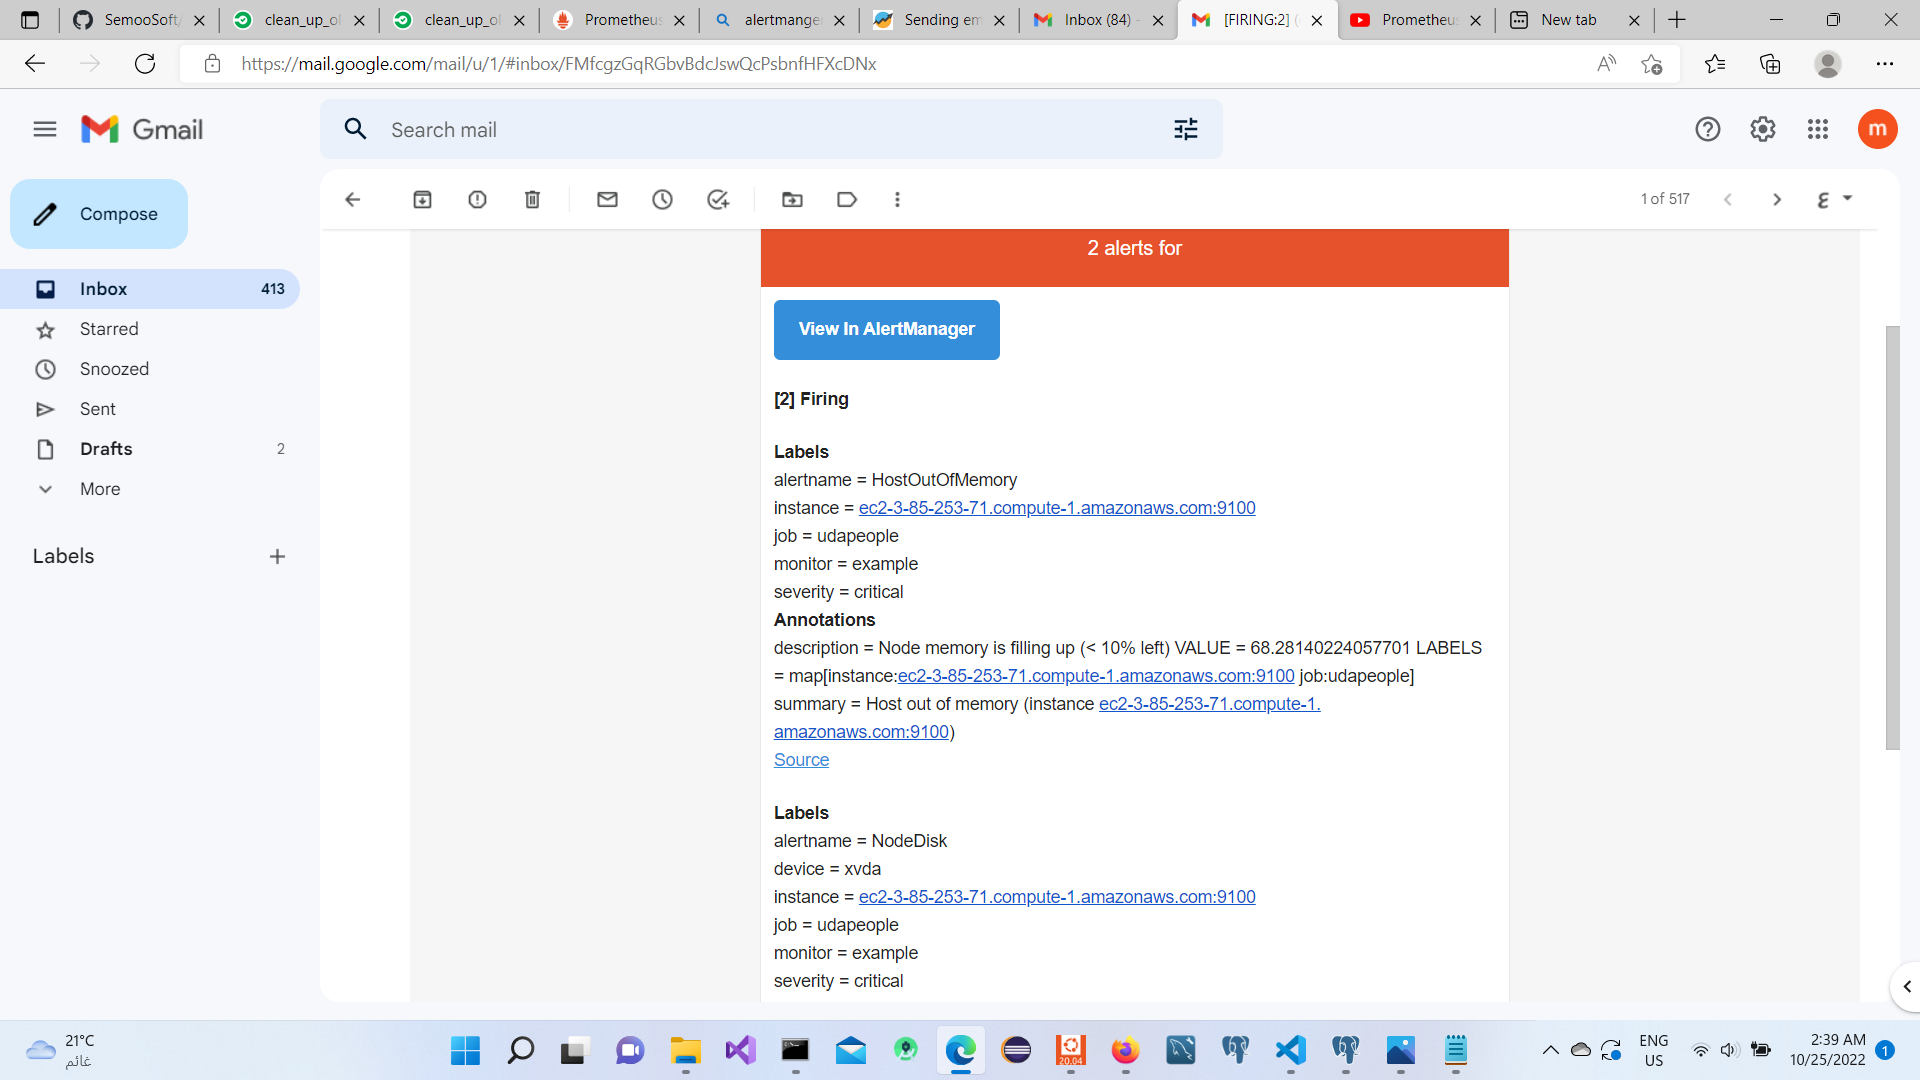 SemooSoft/
clean_up_ol
clean_up_ol
Prometheus
alertmanger
Sending em
Inbox (84) -
[FIRING:2] (
Prometheus
New tab
https://mail.google.com/mail/u/1/#inbox/FMfcgzGqRGbvBdcJswQcPsbnfHFXcDNx
Gmail
Search mail
m
Compose
1 of 517
Inbox 413
Starred
Snoozed
Sent
Drafts 2
More
Labels
2 alerts for
View In AlertManager
[2] Firing
Labels
alertname = HostOutOfMemory
instance = ec2-3-85-253-71.compute-1.amazonaws.com:9100
job = udapeople
monitor = example
severity = critical
Annotations
description = Node memory is filling up (< 10% left) VALUE = 68.28140224057701 LABELS
= map[instance:ec2-3-85-253-71.compute-1.amazonaws.com:9100 job:udapeople]
summary = Host out of memory (instance ec2-3-85-253-71.compute-1.
amazonaws.com:9100)
Source
Labels
alertname = NodeDisk
device = xvda
instance = ec2-3-85-253-71.compute-1.amazonaws.com:9100
job = udapeople
monitor = example
severity = critical
21°C
غائم
20.04
ENG
US
2:39 AM
10/25/2022
1